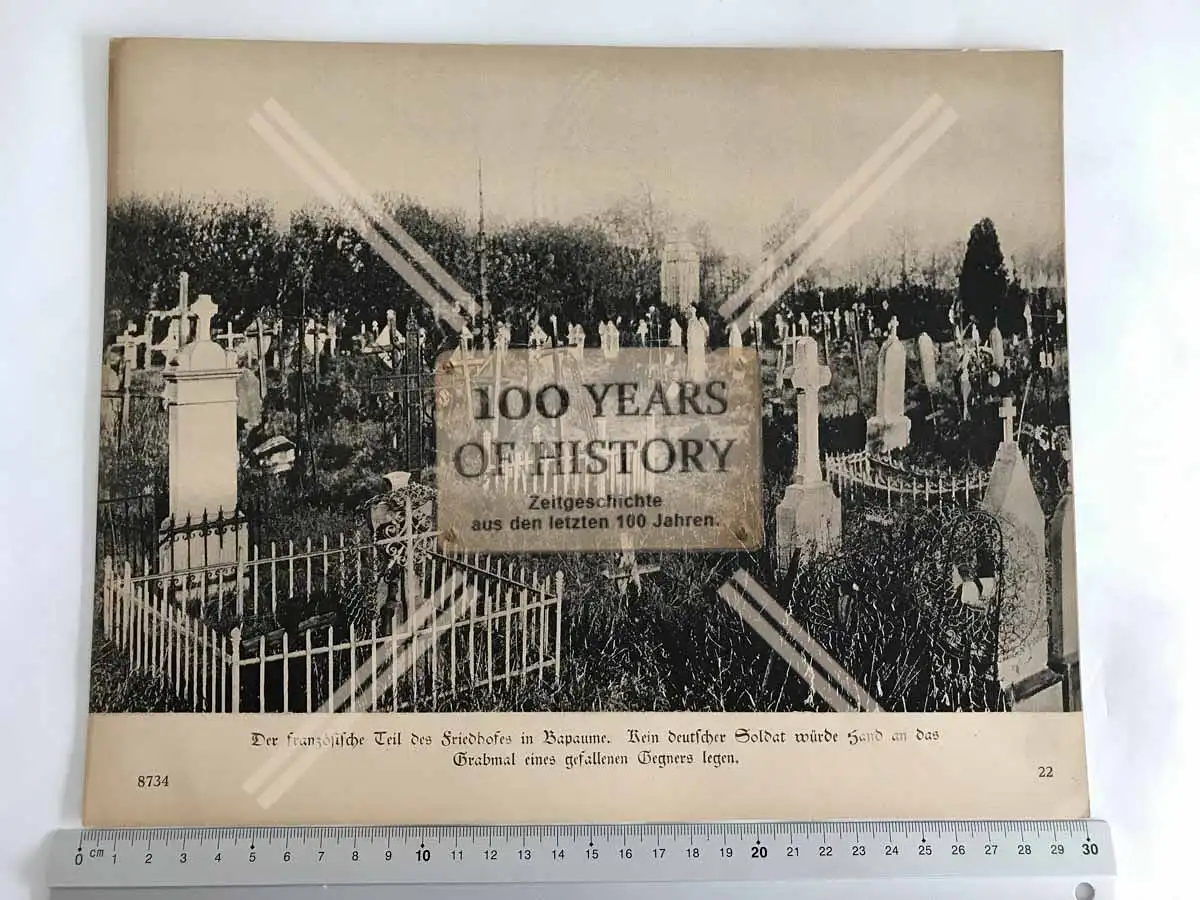 100 YEARS
OF HISTORY
Zeitgeschichte
aus den letzten 100 Jahren.
Der französische Teil des Friedhofes in Bapaume. Kein deutscher Soldat würde Hand an das
Grabmal eines gefallenen Gegners legen.
8734
22
0 cm 1 2 3 4 5 6 7 8 9 10 11 12 13 14 15 16 17 18 19 20 21 22 23 24 25 26 27 28 29 30